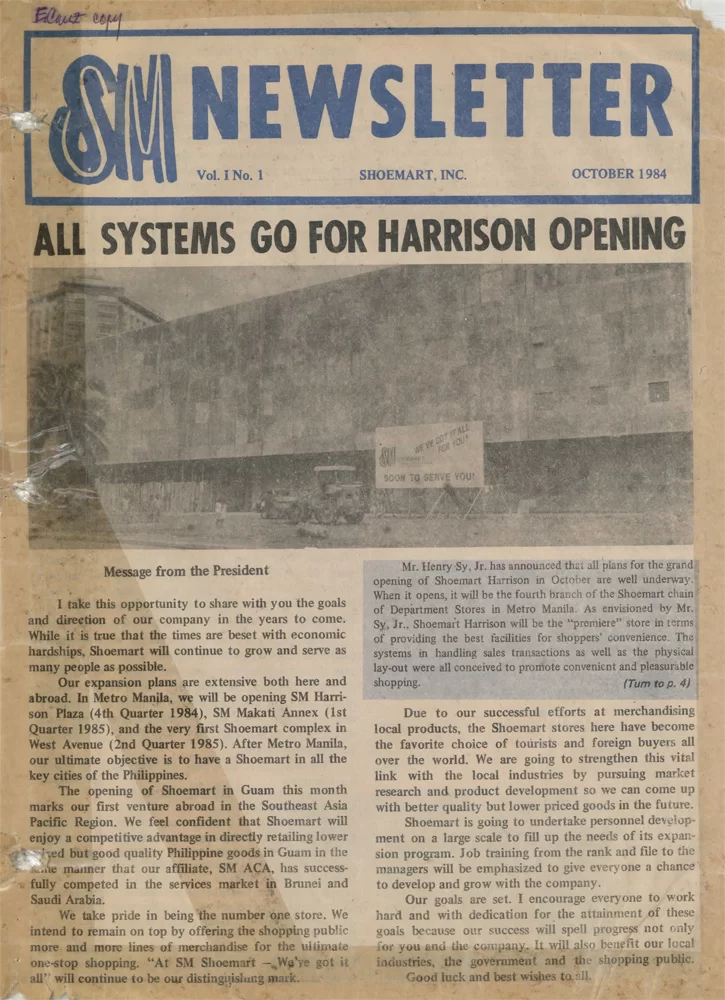 copy
SM NEWSLETTER
Vol. I No. 1 SHOEMART, INC. OCTOBER 1984
ALL SYSTEMS GO FOR HARRISON OPENING
SM WE'VE GOT IT ALL
FOR YOU!
SOON TO SERVE YOU!
Message from the President
I take this opportunity to share with you the goals
and direction of our company in the years to come.
While it is true that the times are beset with economic
hardships, Shoemart will continue to grow and serve as
many people as possible.
Our expansion plans are extensive both here and
abroad. In Metro Manila, we will be opening SM Harri-
son Plaza (4th Quarter 1984), SM Makati Annex (1st
Quarter 1985), and the very first Shoemart complex in
West Avenue (2nd Quarter 1985). After Metro Manila,
our ultimate objective is to have a Shoemart in all the
key cities of the Philippines.
The opening of Shoemart in Guam this month
marks our first venture abroad in the Southeast Asia
Pacific Region. We feel confident that Shoemart will
enjoy a competitive advantage in directly retailing lower
but good quality Philippine goods in Guam in the
manner that our affiliate, SM ACA, has success-
fully competed in the services market in Brunei and
Saudi Arabia.
We take pride in being the number one store. We
intend to remain on top by offering the shopping public
more and more lines of merchandise for the ultimate
one-stop shopping. "At SM Shoemart – We've got it
all" will continue to be our distinguishing mark.
Mr. Henry Sy, Jr. has announced that all plans for the grand
opening of Shoemart Harrison in October are well underway.
When it opens, it will be the fourth branch of the Shoemart chain
of Department Stores in Metro Manila. As envisioned by Mr.
Sy, Jr., Shoemart Harrison will be the "premiere" store in terms
of providing the best facilities for shoppers' convenience. The
systems in handling sales transactions as well as the physical
lay-out were all conceived to promote convenient and pleasurable
shopping. (Turn to p. 4)
Due to our successful efforts at merchandising
local products, the Shoemart stores here have become
the favorite choice of tourists and foreign buyers all
over the world. We are going to strengthen this vital
link with the local industries by pursuing market
research and product development so we can come up
with better quality but lower priced goods in the future.
Shoemart is going to undertake personnel develop-
ment on a large scale to fill up the needs of its expan-
sion program. Job training from the rank and file to the
managers will be emphasized to give everyone a chance
to develop and grow with the company.
Our goals are set. I encourage everyone to work
hard and with dedication for the attainment of these
goals because our success will spell progress not only
for you and the company. It will also benefit our local
industries, the government and the shopping public.
Good luck and best wishes to all.